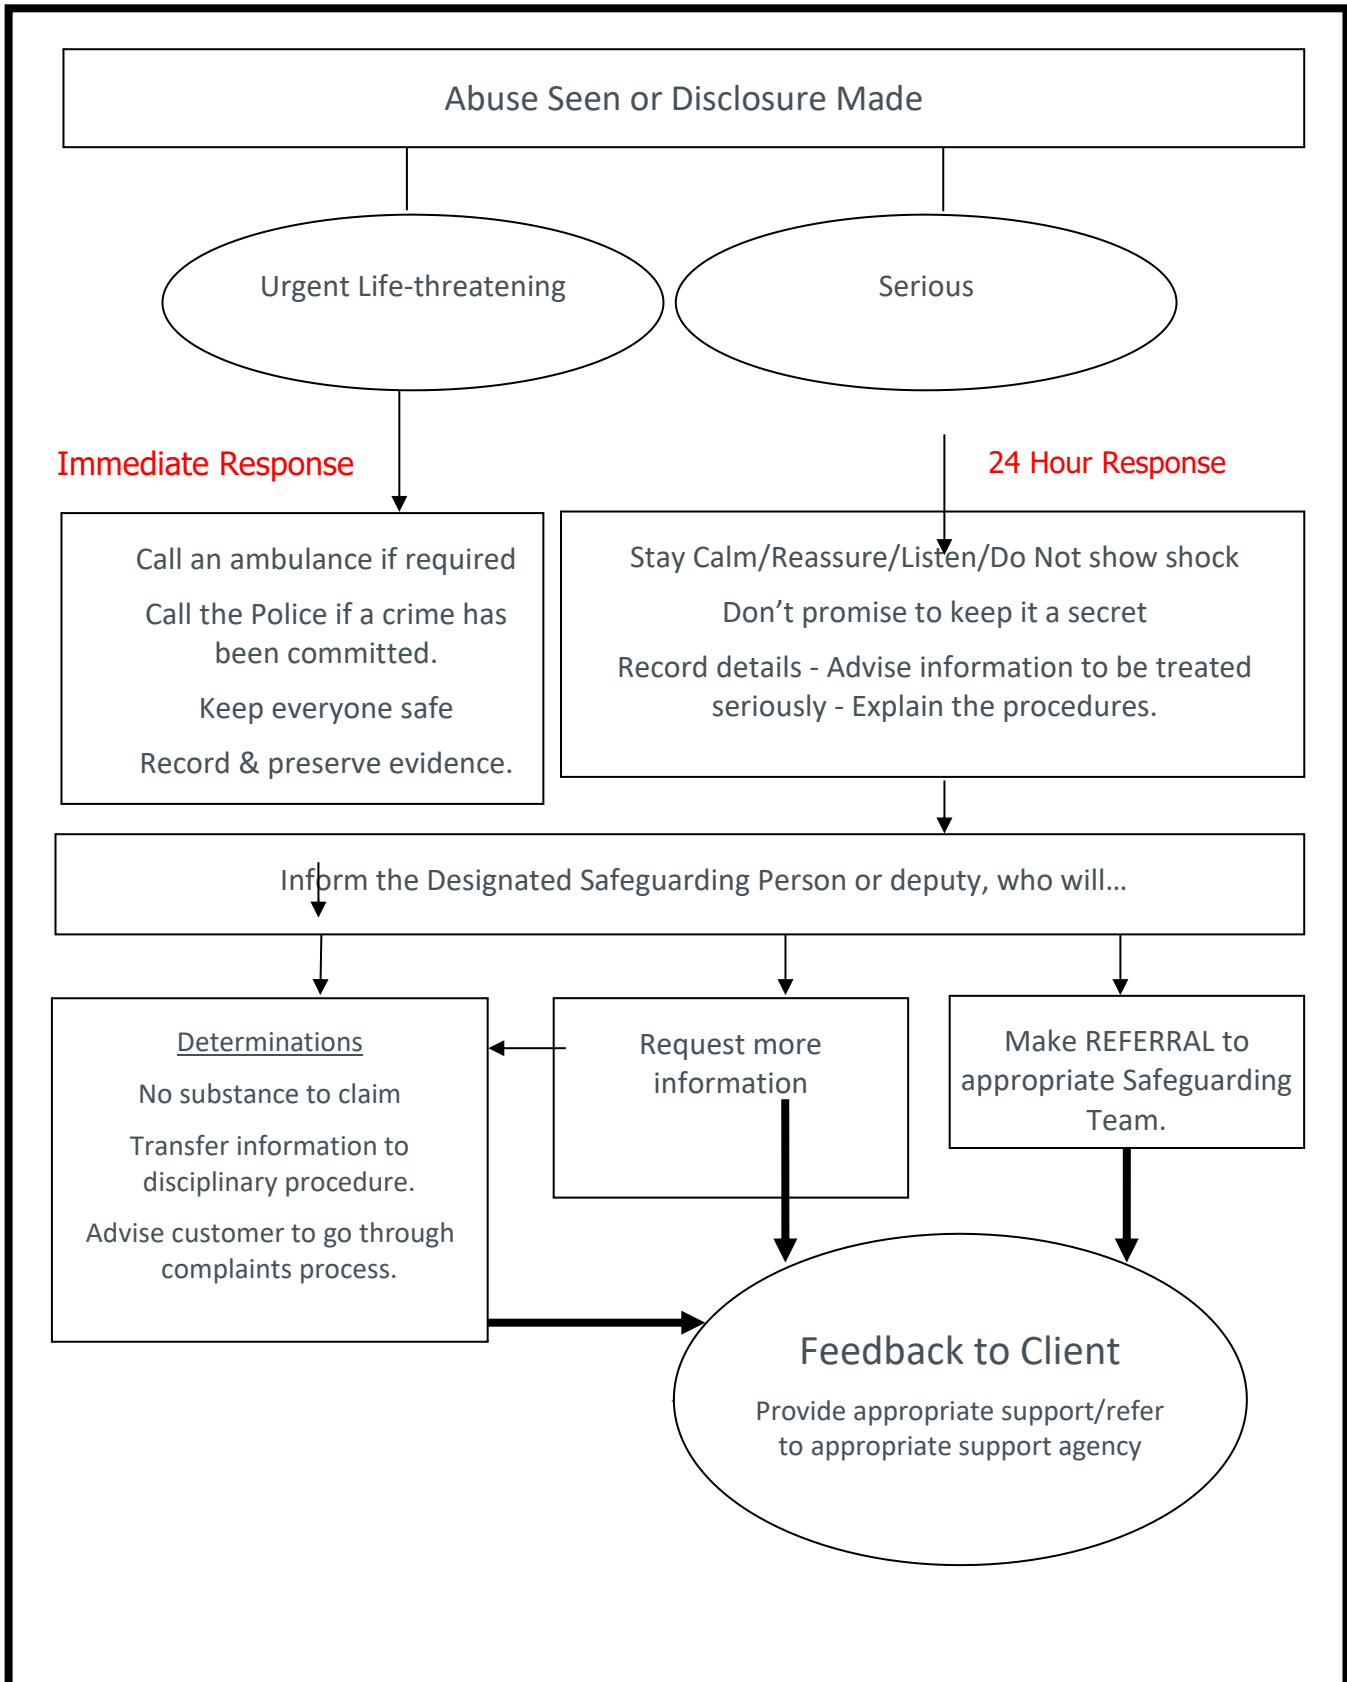 Abuse Seen or Disclosure Made
Urgent Life-threatening
Serious
Immediate Response
24 Hour Response
Call an ambulance if required
Call the Police if a crime has
been committed.
Keep everyone safe
Record & preserve evidence.
Stay Calm/Reassure/Listen/Do Not show shock
Don’t promise to keep it a secret
Record details - Advise information to be treated
seriously - Explain the procedures.
Inform the Designated Safeguarding Person or deputy, who will…
Determinations
No substance to claim
Transfer information to
disciplinary procedure.
Advise customer to go through
complaints process.
Request more
information
Make REFERRAL to
appropriate Safeguarding
Team.
Feedback to Client
Provide appropriate support/refer
to appropriate support agency